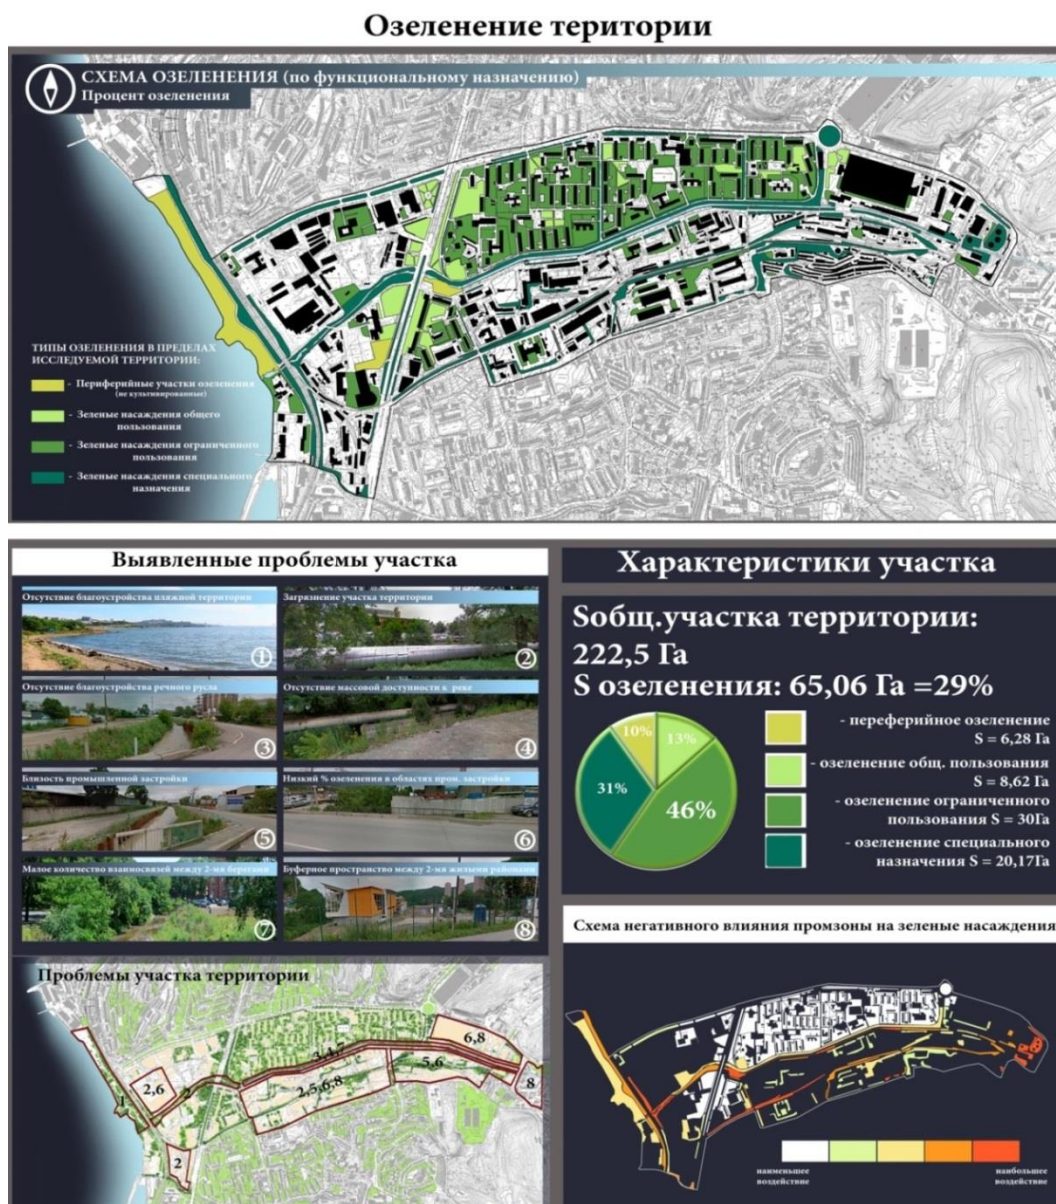 Озеленение територии
СХЕМА ОЗЕЛЕНЕНИЯ (по функциональному назначению)
Процент озеленения
ТИПЫ ОЗЕЛЕНЕНИЯ В ПРЕДЕЛАХ
ИССЛЕДУЕМОЙ ТЕРРИТОРИИ:
- Периферийные участки озеленения
(не культивированные)
- Зеленые насаждения общего
пользования
- Зеленые насаждения ограниченного
пользования
- Зеленые насаждения специального
назначения
Выявленные проблемы участка
Отсутствие благоустройства пляжной территории
1
Загрязнение участка территории
2
Отсутствие благоустройства речного русла
3
Отсутствие массовой доступности к реке
4
Близость промышленной застройки
5
Низкий % озеленения в областях пром. застройки
6
Малое количество взаимосвязей между 2-мя берегами
7
Буферное пространство между 2-мя жилыми районами
8
Проблемы участка территории
1
2,6
2
2
2,5,6,8
5,6
6,8
8
Характеристики участка
Sобщ.участка территории:
222,5 Га
S озеленения: 65,06 Га =29%
10%
13%
31%
46%
- переферийное озеленение
S = 6,28 Га
- озеленение общ. пользования
S = 8,62 Га
- озеленение ограниченного
пользования S = 30Га
- озеленение специального
назначения S = 20,17Га
Схема негативного влияния промзоны на зеленые насаждения
наименьшее
воздействие
наибольшее
воздействие